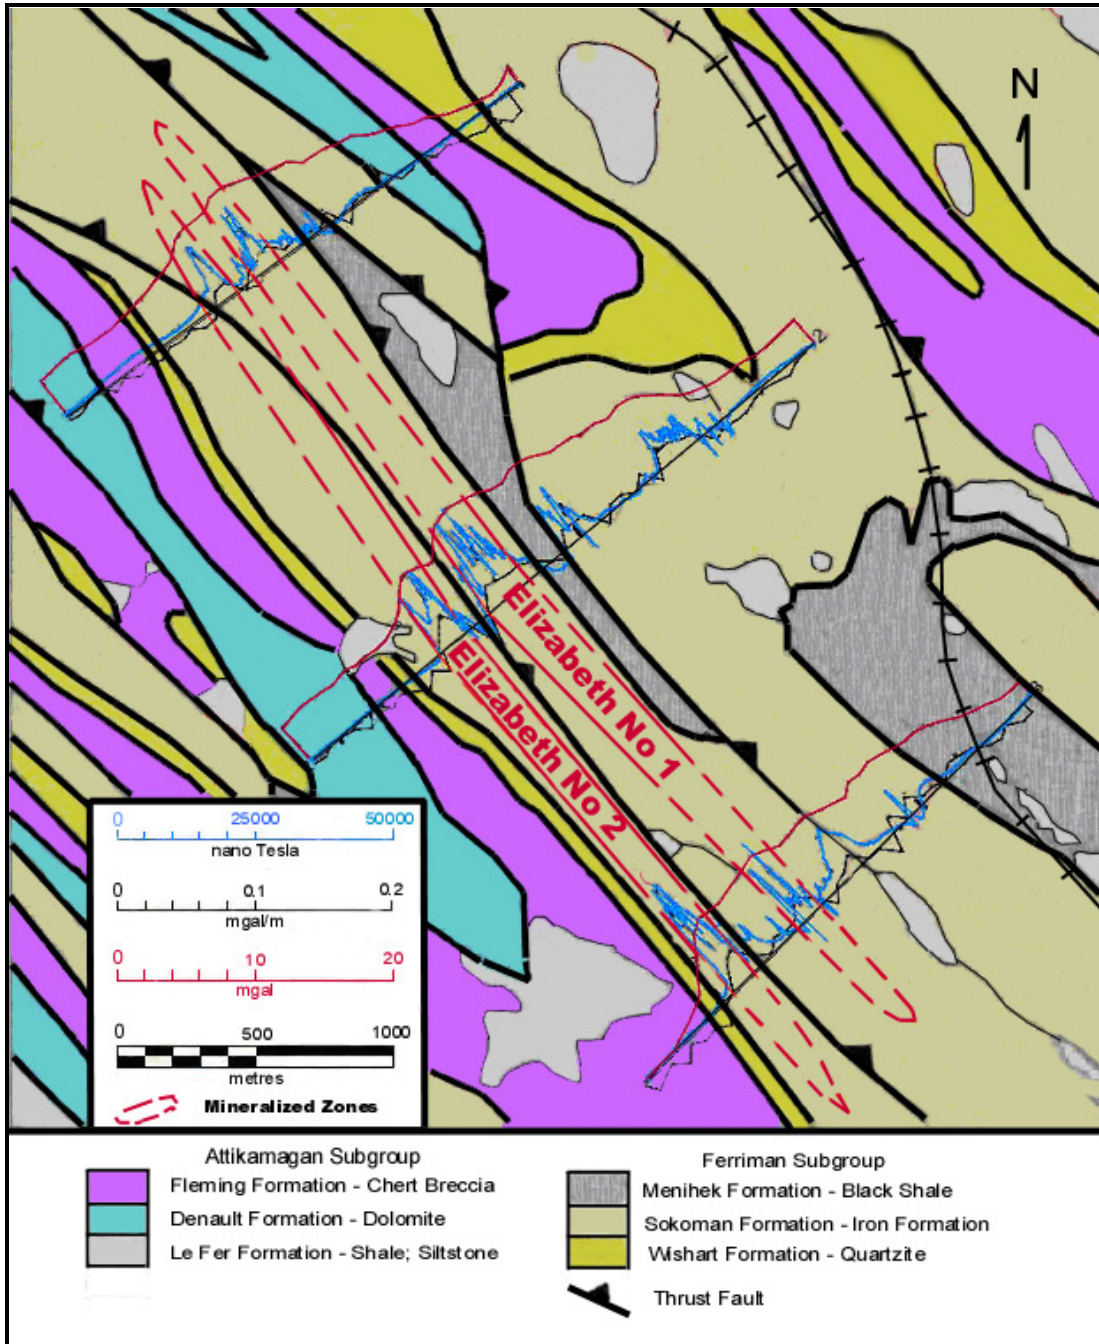 N
2
3
Elizabeth No 1
Elizabeth No 2
0 25000 50000
nano Tesla
0 0.1 0.2
mgal/m
0 10 20
mgal
0 500 1000
metres
Mineralized Zones
Attikamagan Subgroup
Fleming Formation - Chert Breccia
Denault Formation - Dolomite
Le Fer Formation - Shale; Siltstone
Ferriman Subgroup
Menihek Formation - Black Shale
Sokoman Formation - Iron Formation
Wishart Formation - Quartzite
Thrust Fault